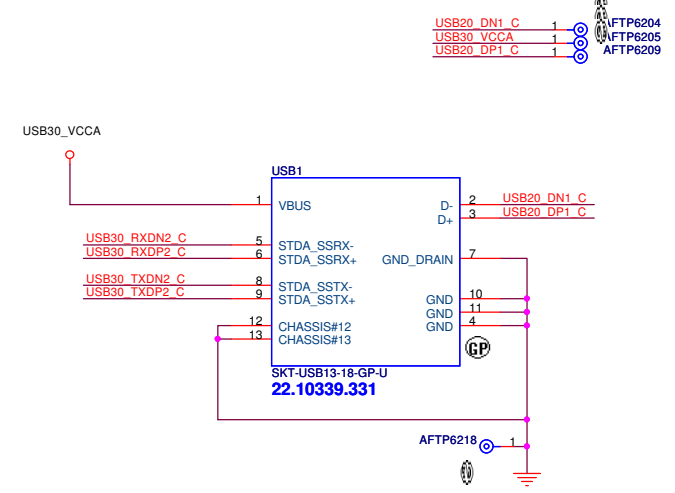 USB20_DN1_C 1 AFTP6204
USB30_VCCA 1 AFTP6205
USB20_DP1_C 1 AFTP6209
USB30_VCCA
USB1
1 VBUS D- 2 USB20_DN1_C
D+ 3 USB20_DP1_C
USB30_RXDN2_C 5 STDA_SSRX-
USB30_RXDP2_C 6 STDA_SSRX+ GND_DRAIN 7
USB30_TXDN2_C 8 STDA_SSTX-
USB30_TXDP2_C 9 STDA_SSTX+ GND 10
GND 11
12 CHASSIS#12 GND 4
13 CHASSIS#13
GP
SKT-USB13-18-GP-U
22.10339.331
AFTP6218 1